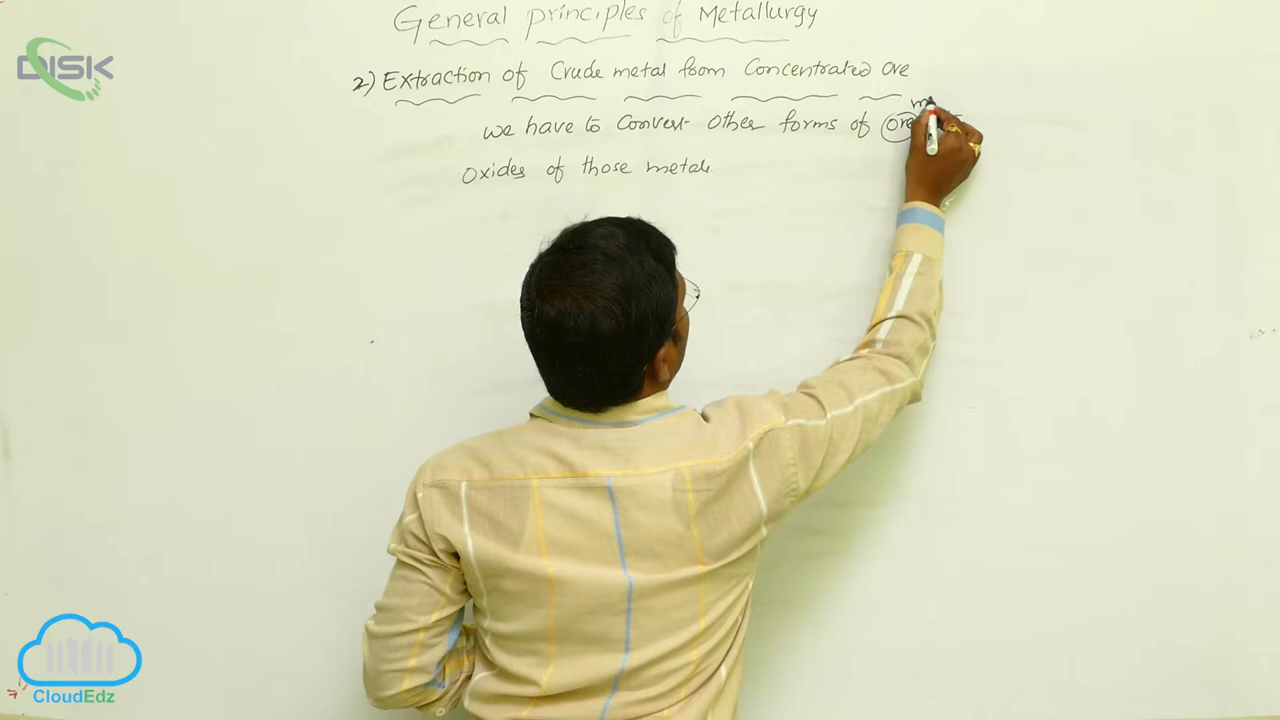 General principles of Metallurgy
DISK
2) Extraction of Crude metal from Concentrated Ore
we have to Convert Other forms of Ore
Oxides of those metals
CloudEdz